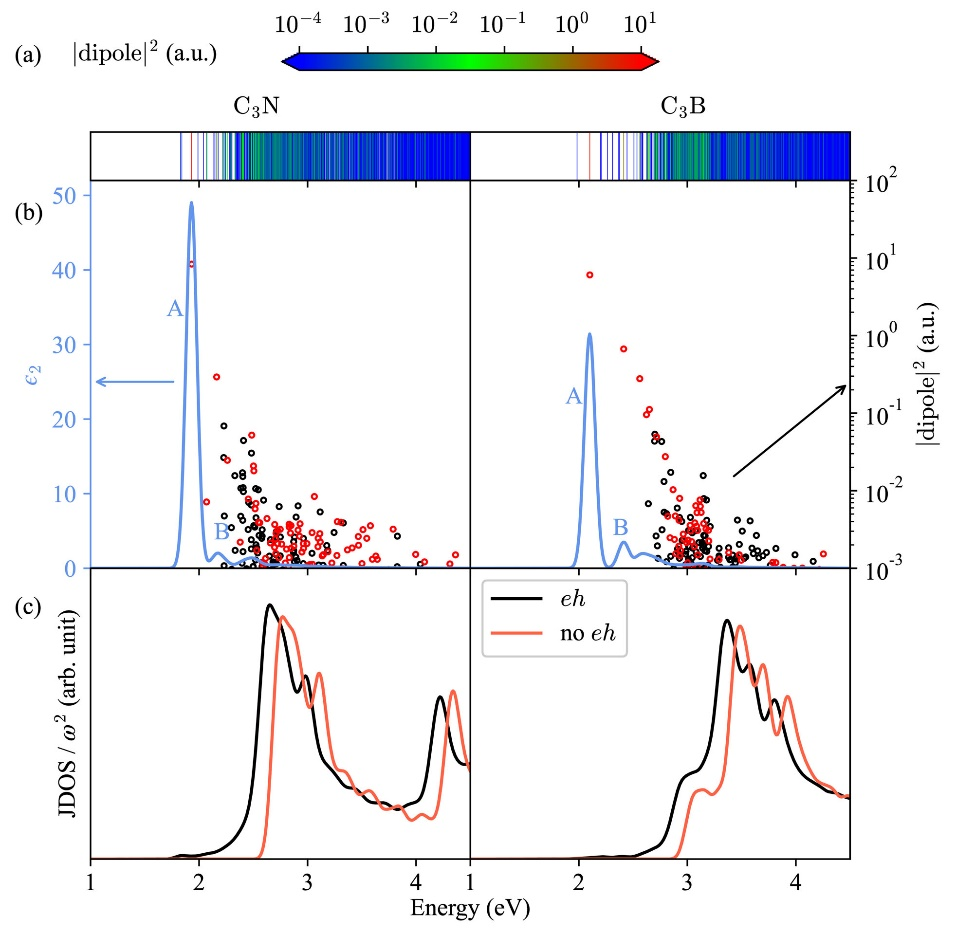 (a) |dipole|² (a.u.) 10⁻⁴ 10⁻³ 10⁻² 10⁻¹ 10⁰ 10¹
C₃N C₃B
(b)
50
40
30
20
10
0
ϵ₂
A
B
A
B
10²
10¹
10⁰
10⁻¹
10⁻²
10⁻³
|dipole|² (a.u.)
(c)
JDOS / ω² (arb. unit)
eh
no eh
1 2 3 4 1 2 3 4
Energy (eV)